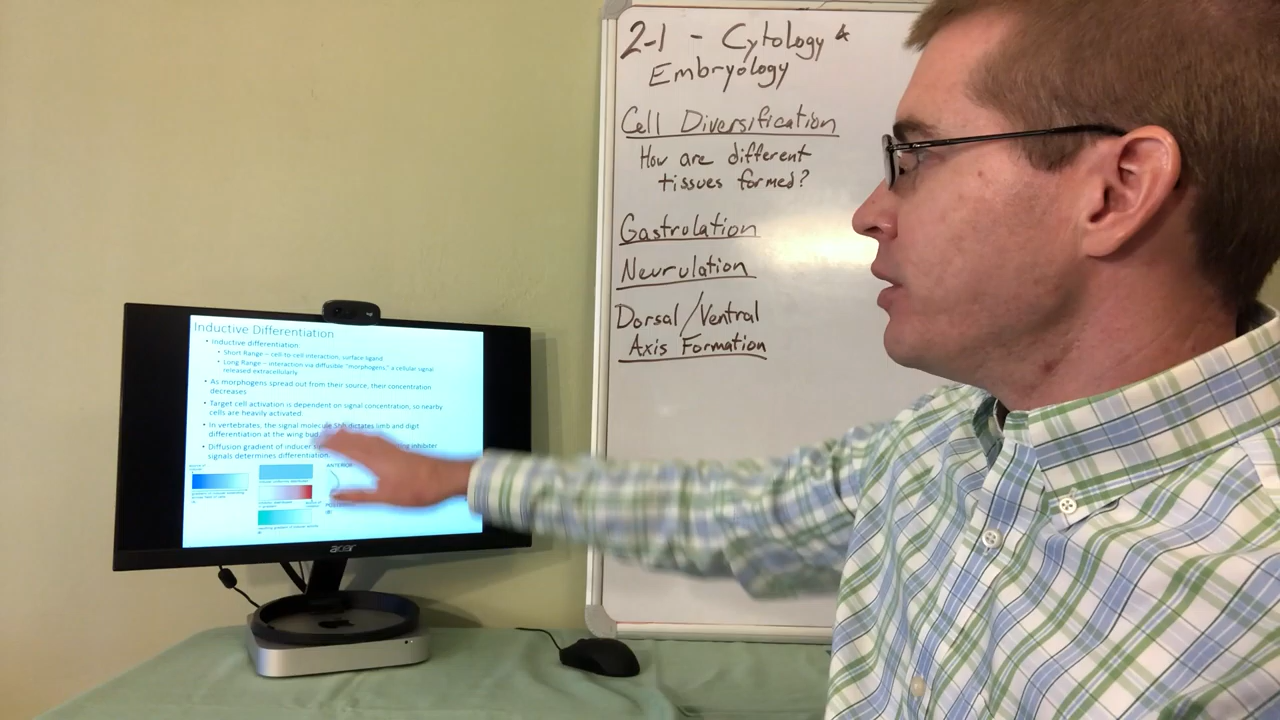 2-1 - Cytology &
Embryology
Cell Diversification
How are different
tissues formed?
Gastrulation
Neurulation
Dorsal/Ventral
Axis Formation
Inductive Differentiation
• Inductive differentiation:
• Short Range – cell-to-cell interaction, surface ligand
• Long Range – interaction via diffusible "morphogens," a cellular signal
released extracellularly.
• As morphogens spread out from their source, their concentration
decreases
• Target cell activation is dependent on signal concentration, so nearby
cells are heavily activated.
• In vertebrates, the signal molecule Shh dictates limb and digit
differentiation at the wing bud.
• Diffusion gradient of inducer inhibiter
signals determines differentiation.
ANTERIOR
acer